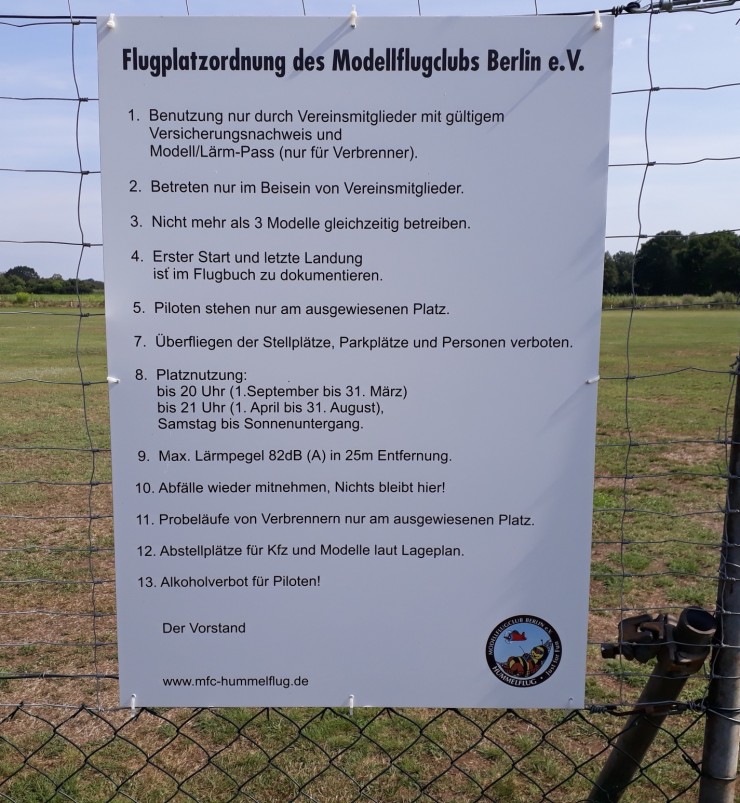 Flugplatzordnung des Modellflugclubs Berlin e.V.
1. Benutzung nur durch Vereinsmitglieder mit gültigem
Versicherungsnachweis und
Modell/Lärm-Pass (nur für Verbrenner).
2. Betreten nur im Beisein von Vereinsmitglieder.
3. Nicht mehr als 3 Modelle gleichzeitig betreiben.
4. Erster Start und letzte Landung
ist im Flugbuch zu dokumentieren.
5. Piloten stehen nur am ausgewiesenen Platz.
7. Überfliegen der Stellplätze, Parkplätze und Personen verboten.
8. Platznutzung:
bis 20 Uhr (1.September bis 31. März)
bis 21 Uhr (1. April bis 31. August),
Samstag bis Sonnenuntergang.
9. Max. Lärmpegel 82dB (A) in 25m Entfernung.
10. Abfälle wieder mitnehmen, Nichts bleibt hier!
11. Probeläufe von Verbrennern nur am ausgewiesenen Platz.
12. Abstellplätze für Kfz und Modelle laut Lageplan.
13. Alkoholverbot für Piloten!
Der Vorstand
MODELLFLUGCLUB BERLIN e.V.
HUMMELFLUG • just for fun
www.mfc-hummelflug.de